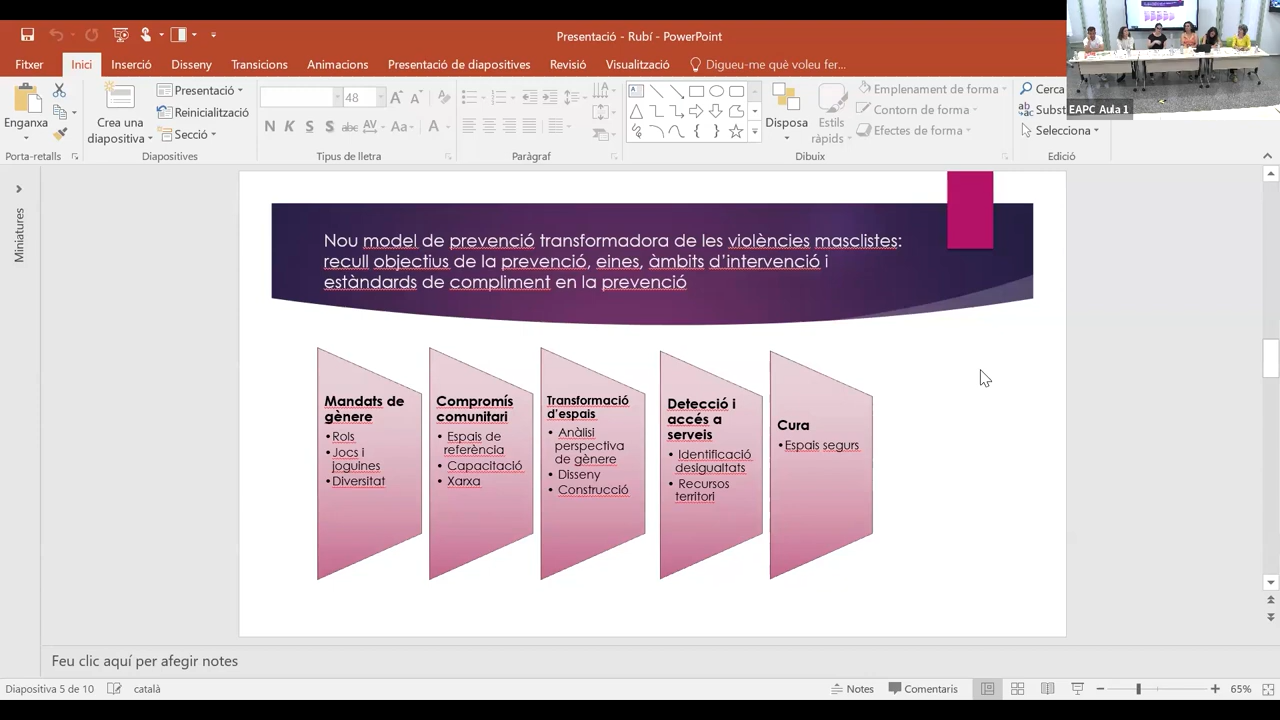 Presentació - Rubí - PowerPoint
Fitxer
Inici
Inserció
Disseny
Transicions
Animacions
Presentació de diapositives
Revisió
Visualització
Digueu-me què voleu fer...
EAPC Aula 1
Enganxa
Porta-retalls
Crea una
diapositiva
Presentació
Reinicialització
Secció
Diapositives
48
N K S S abc AV Aa A
Tipus de lletra
Paràgraf
Disposa
Estils
ràpids
Emplenament de forma
Contorn de forma
Efectes de forma
Dibuix
Cerca
Subst
Selecciona
Edició
Miniatures
Nou model de prevenció transformadora de les violències masclistes:
recull objectius de la prevenció, eines, àmbits d'intervenció i
estàndards de compliment en la prevenció
Mandats de
gènere
• Rols
• Jocs i
joguines
• Diversitat
Compromís
comunitari
• Espais de
referència
• Capacitació
• Xarxa
Transformació
d'espais
• Anàlisi
perspectiva
de gènere
• Disseny
• Construcció
Detecció i
accés a
serveis
• Identificació
desigualtats
• Recursos
territori
Cura
• Espais segurs
Feu clic aquí per afegir notes
Diapositiva 5 de 10
català
Notes
Comentaris
65%